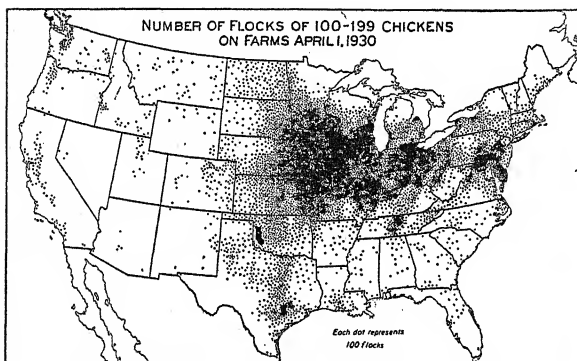 NUMBER OF FLOCKS OF 100-199 CHICKENS
ON FARMS APRIL 1, 1930
Each dot represents
100 flocks